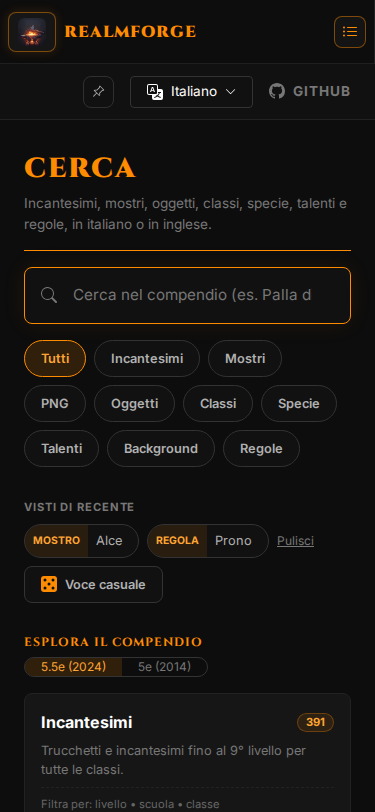 REALMFORGE
Italiano
GITHUB
CERCA
Incantesimi, mostri, oggetti, classi, specie, talenti e
regole, in italiano o in inglese.
Cerca nel compendio (es. Palla d
Tutti
Incantesimi
Mostri
PNG
Oggetti
Classi
Specie
Talenti
Background
Regole
VISTI DI RECENTE
MOSTRO Alce
REGOLA Prono
Pulisci
Voce casuale
ESPLORA IL COMPENDIO
5.5e (2024)
5e (2014)
Incantesimi
391
Trucchetti e incantesimi fino al 9° livello per
tutte le classi.
Filtra per: livello • scuola • classe